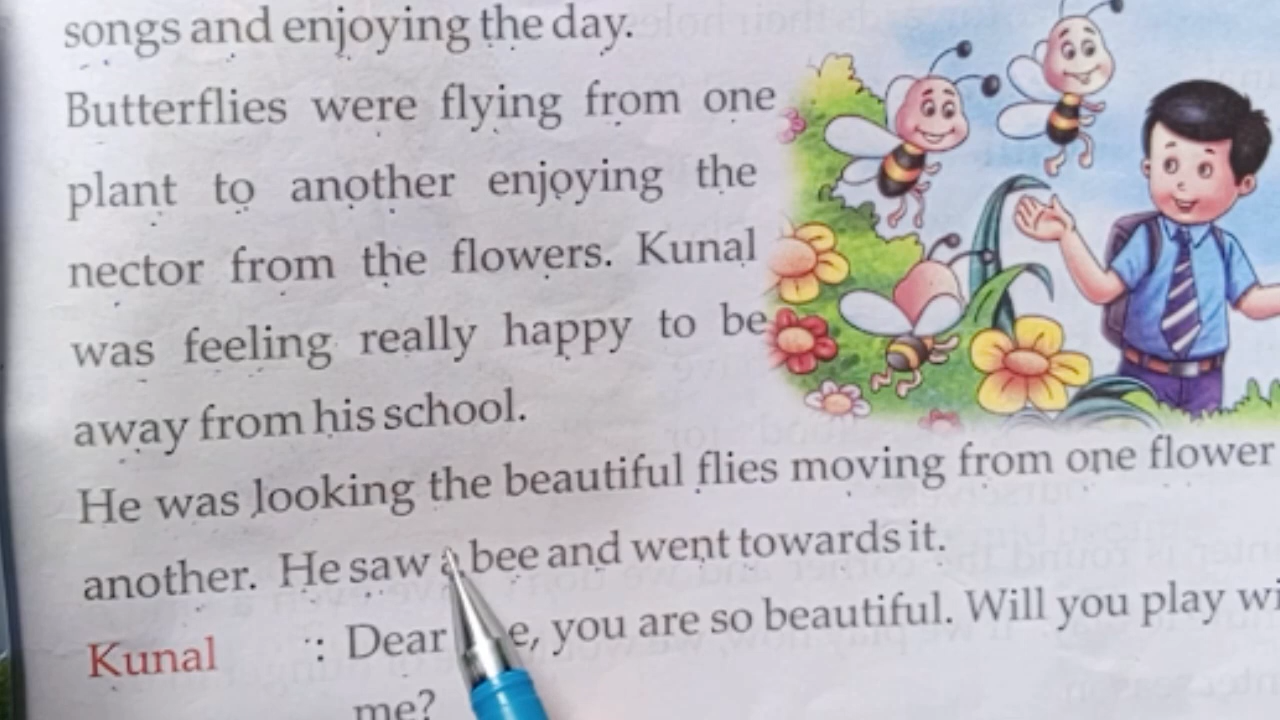 songs and enjoying the day.
Butterflies were flying from one
plant to another enjoying the
nector from the flowers. Kunal
was feeling really happy to be
away from his school.
He was looking the beautiful flies moving from one flower
another. He saw a bee and went towards it.
Kunal : Dear, you are so beautiful. Will you play
me?